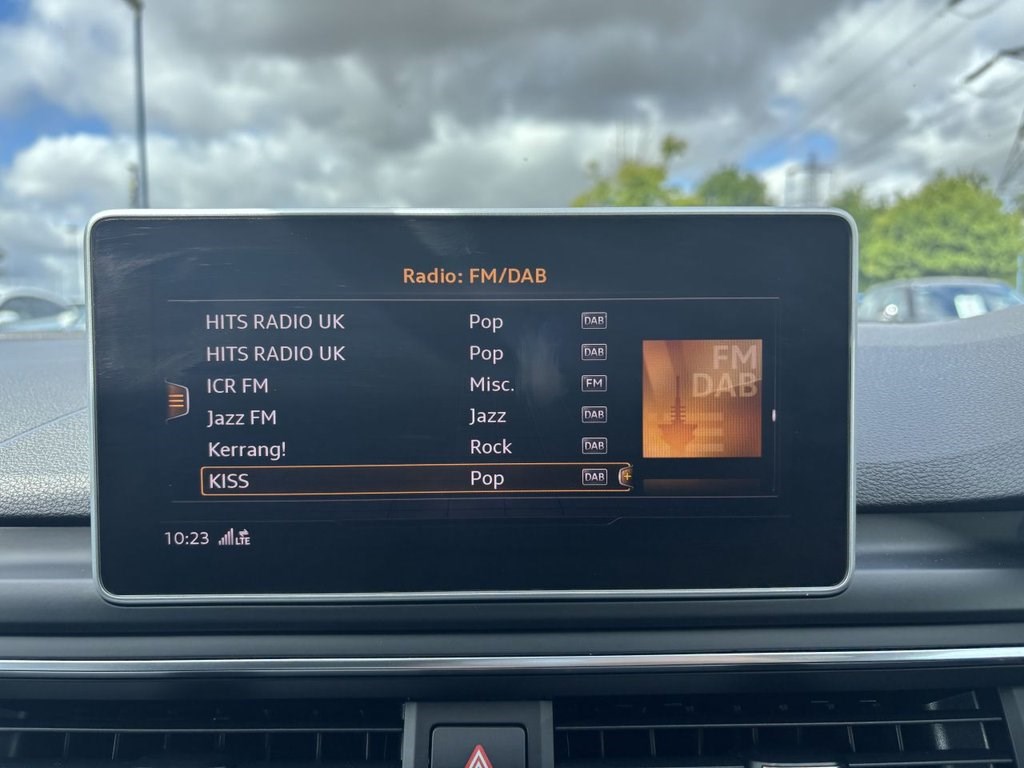 Radio: FM/DAB
HITS RADIO UK Pop DAB
HITS RADIO UK Pop DAB
ICR FM Misc. FM
Jazz FM Jazz DAB
Kerrang! Rock DAB
KISS Pop DAB
FM
DAB
10:23 LTE